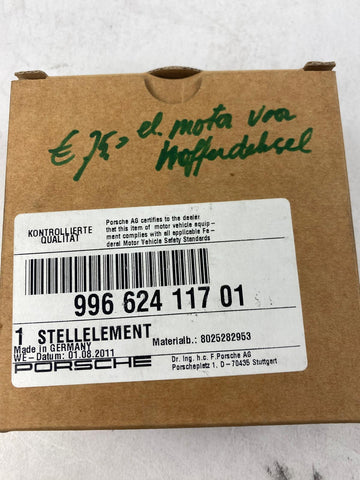 € 75,- el. motor voor
kofferdeksel
KONTROLLIERTE
QUALITÄT
Porsche AG certifies to the dealer
that this item of motor vehicle equip-
ment complies with all applicable Fe-
deral Motor Vehicle Safety Standards
996 624 117 01
1 STELLELEMENT
Made in GERMANY
WE-Datum: 01.08.2011
Materialb.: 8025282953
PORSCHE
Dr. Ing. h.c. F.Porsche AG
Porscheplatz 1, D-70435 Stuttgart